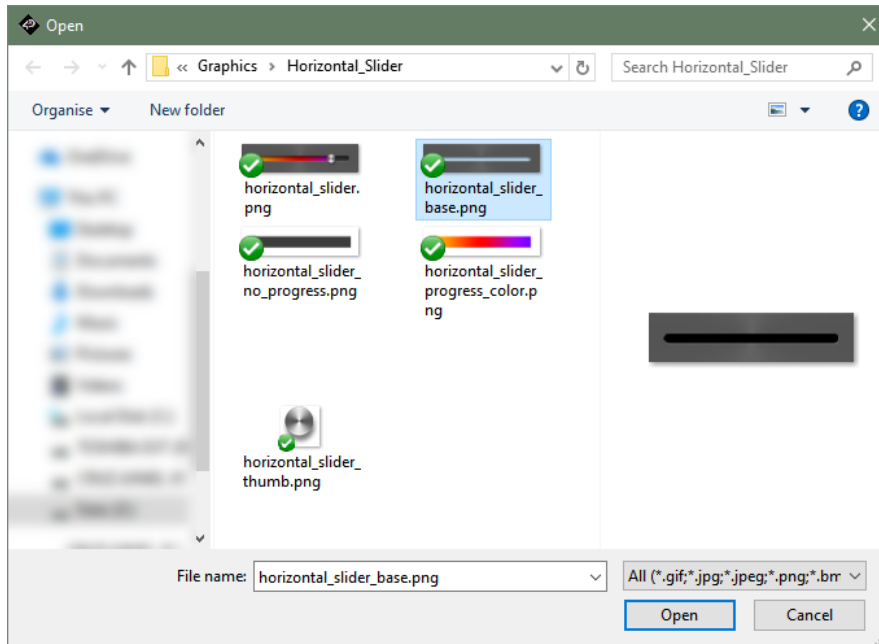 Open
« Graphics > Horizontal_Slider
Search Horizontal_Slider
Organise
New folder
horizontal_slider.
png
horizontal_slider_
base.png
horizontal_slider_
no_progress.png
horizontal_slider_
progress_color.p
ng
horizontal_slider_
thumb.png
File name:
horizontal_slider_base.png
All (*.gif;*.jpg;*.jpeg;*.png;*.bm
Open
Cancel